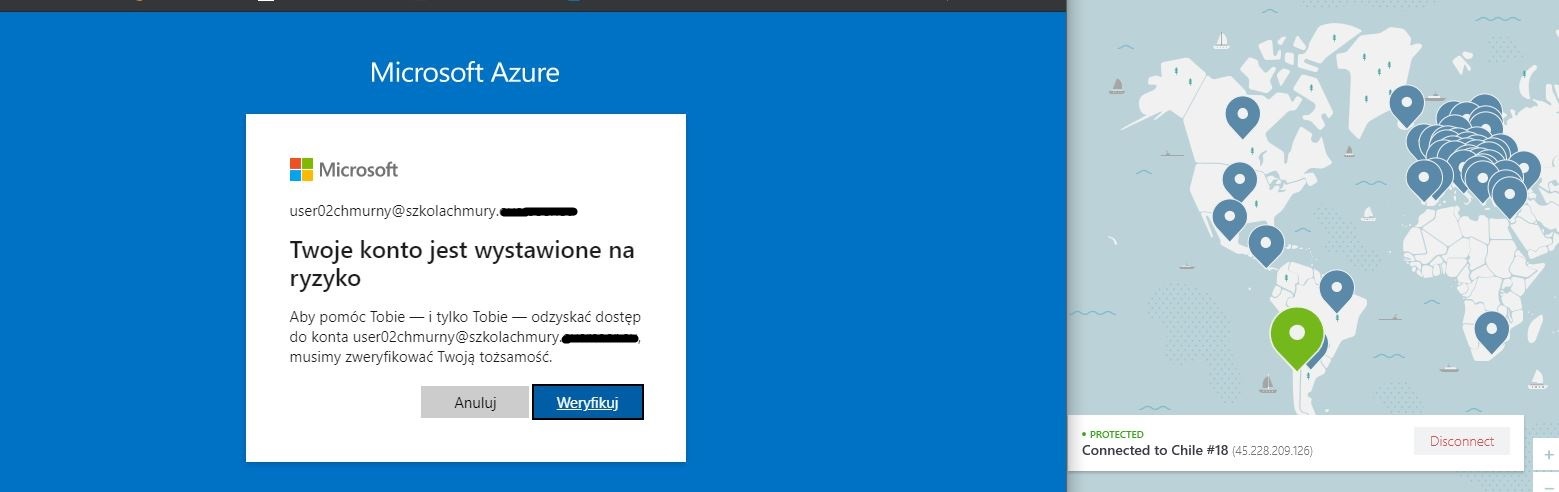 Microsoft Azure
Microsoft
user02chmurny@szkolachmury.
Twoje konto jest wystawione na
ryzyko
Aby pomóc Tobie — i tylko Tobie — odzyskać dostęp
do konta user02chmurny@szkolachmury. ,
musimy zweryfikować Twoją tożsamość.
Anuluj
Weryfikuj
PROTECTED
Connected to Chile #18 (45.228.209.126)
Disconnect
+
−